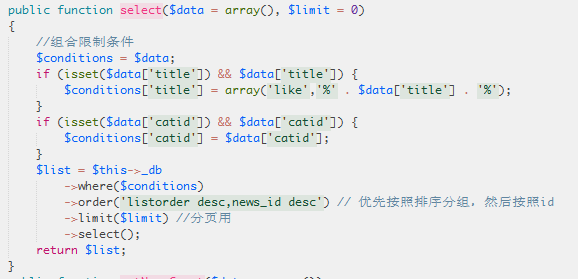 public function select($data = array(), $limit = 0)
{
//组合限制条件
$conditions = $data;
if (isset($data['title']) && $data['title']) {
$conditions['title'] = array('like','%' . $data['title'] . '%');
}
if (isset($data['catid']) && $data['catid']) {
$conditions['catid'] = $data['catid'];
}
$list = $this->_db
->where($conditions)
->order('listorder desc,news_id desc') // 优先按照排序分组，然后按照id
->limit($limit) //分页用
->select();
return $list;
}